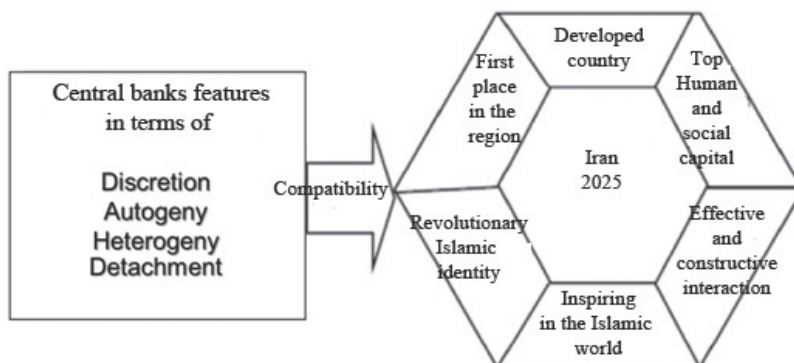 Central banks features
in terms of
Discretion
Autogeny
Heterogeny
Detachment
Compatibility
First
place
in the
region
Developed
country
Top
Human
and
social
capital
Iran
2025
Revolutionary
Islamic
identity
Effective
and
constructive
interaction
Inspiring
in the Islamic
world